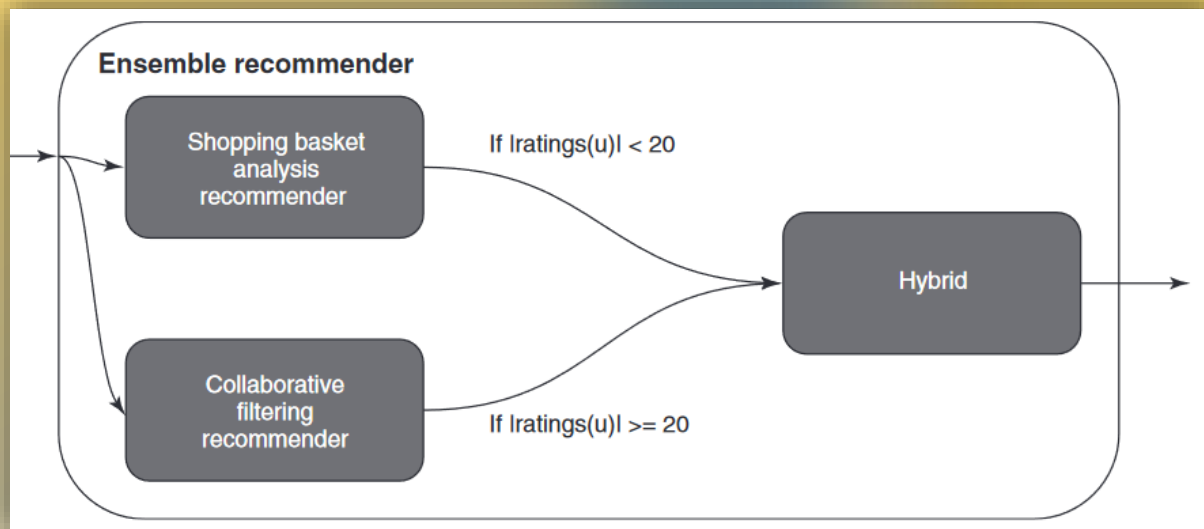 Ensemble recommender
Shopping basket
analysis
recommender
If |ratings(u)| < 20
Hybrid
Collaborative
filtering
recommender
If |ratings(u)| >= 20